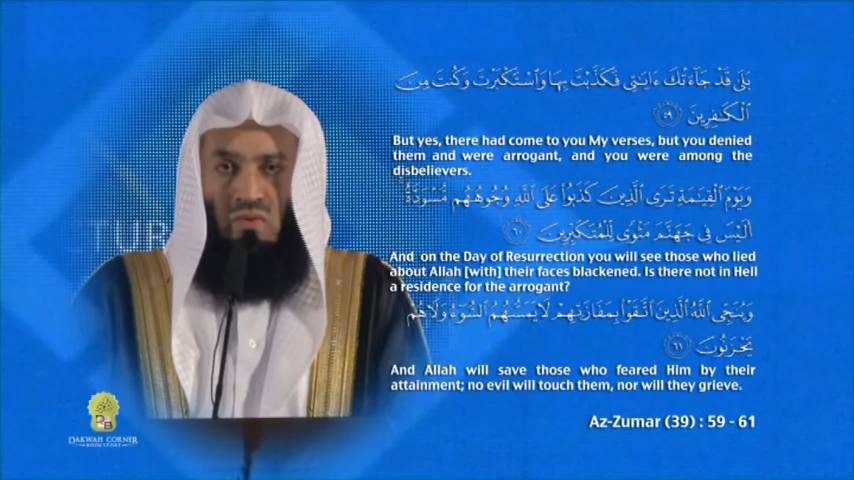 بَلَىٰ قَدْ جَآءَتْكَ ءَايَـٰتِى فَكَذَّبْتَ بِهَا وَٱسْتَكْبَرْتَ وَكُنتَ مِنَ
ٱلْكَـٰفِرِينَ ٥٩
But yes, there had come to you My verses, but you denied
them and were arrogant, and you were among the
disbelievers.
وَيَوْمَ ٱلْقِيَـٰمَةِ تَرَى ٱلَّذِينَ كَذَبُوا۟ عَلَى ٱللَّهِ وُجُوهُهُم مُّسْوَدَّةٌ ۚ
أَلَيْسَ فِى جَهَنَّمَ مَثْوًى لِّلْمُتَكَبِّرِينَ ٦٠
And on the Day of Resurrection you will see those who lied
about Allah [with] their faces blackened. Is there not in Hell
a residence for the arrogant?
وَيُنَجِّى ٱللَّهُ ٱلَّذِينَ ٱتَّقَوْا۟ بِمَفَازَتِهِمْ لَا يَمَسُّهُمُ ٱلسُّوٓءُ وَلَا هُمْ
يَحْزَنُونَ ٦١
And Allah will save those who feared Him by their
attainment; no evil will touch them, nor will they grieve.
Az-Zumar (39) : 59 - 61
TUR
DAKWAH CORNER
BOOKSTORE